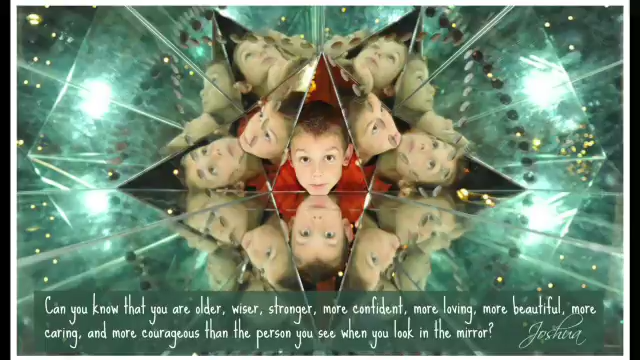 Can you know that you are older, wiser, stronger, more confident, more loving, more beautiful, more
caring, and more courageous than the person you see when you look in the mirror?
Joshua